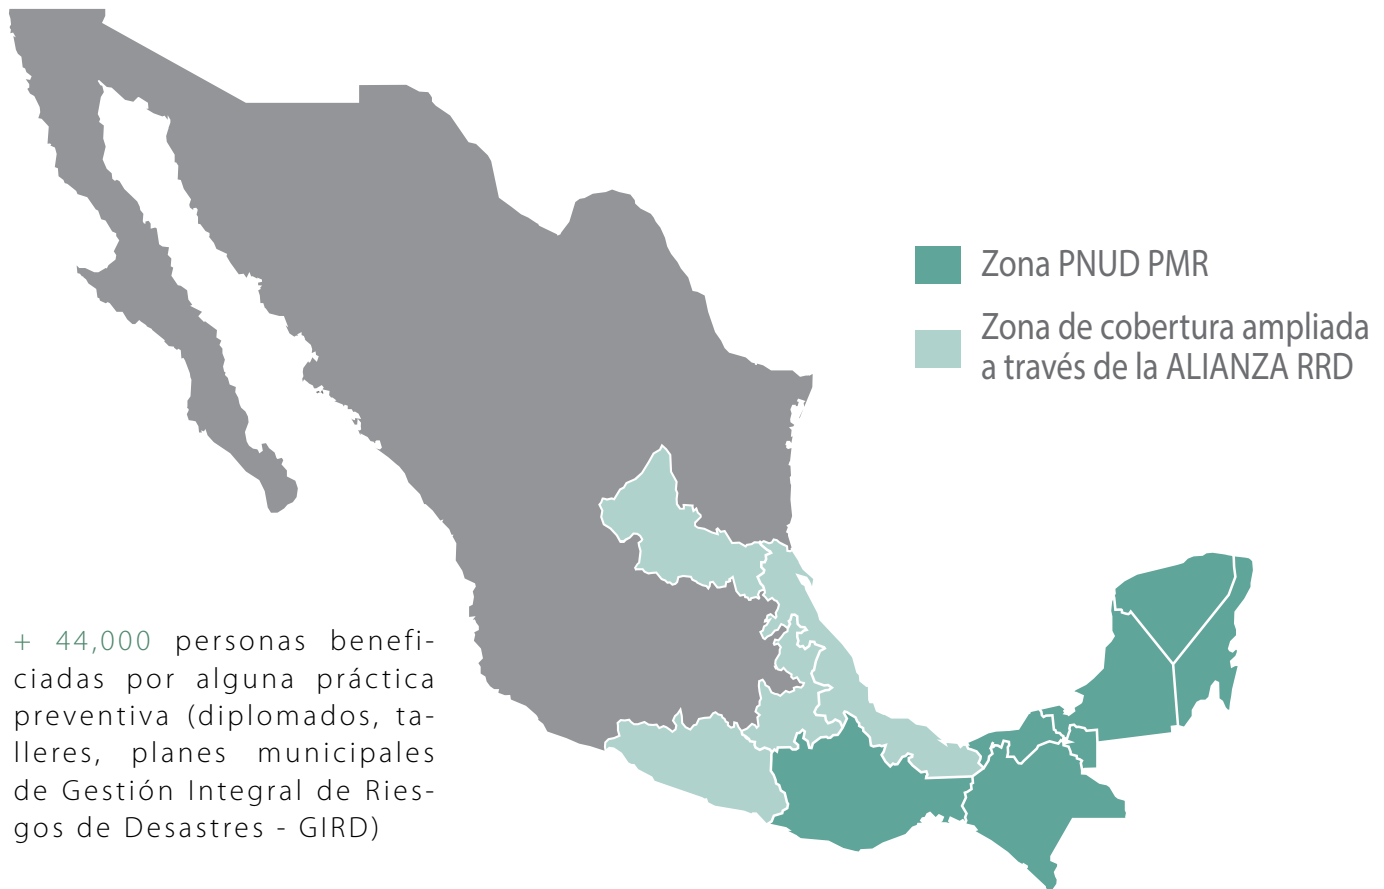 Zona PNUD PMR
Zona de cobertura ampliada
a través de la ALIANZA RRD
+ 44,000 personas benefi-
ciadas por alguna práctica
preventiva (diplomados, ta-
lleres, planes municipales
de Gestión Integral de Ries-
gos de Desastres - GIRD)